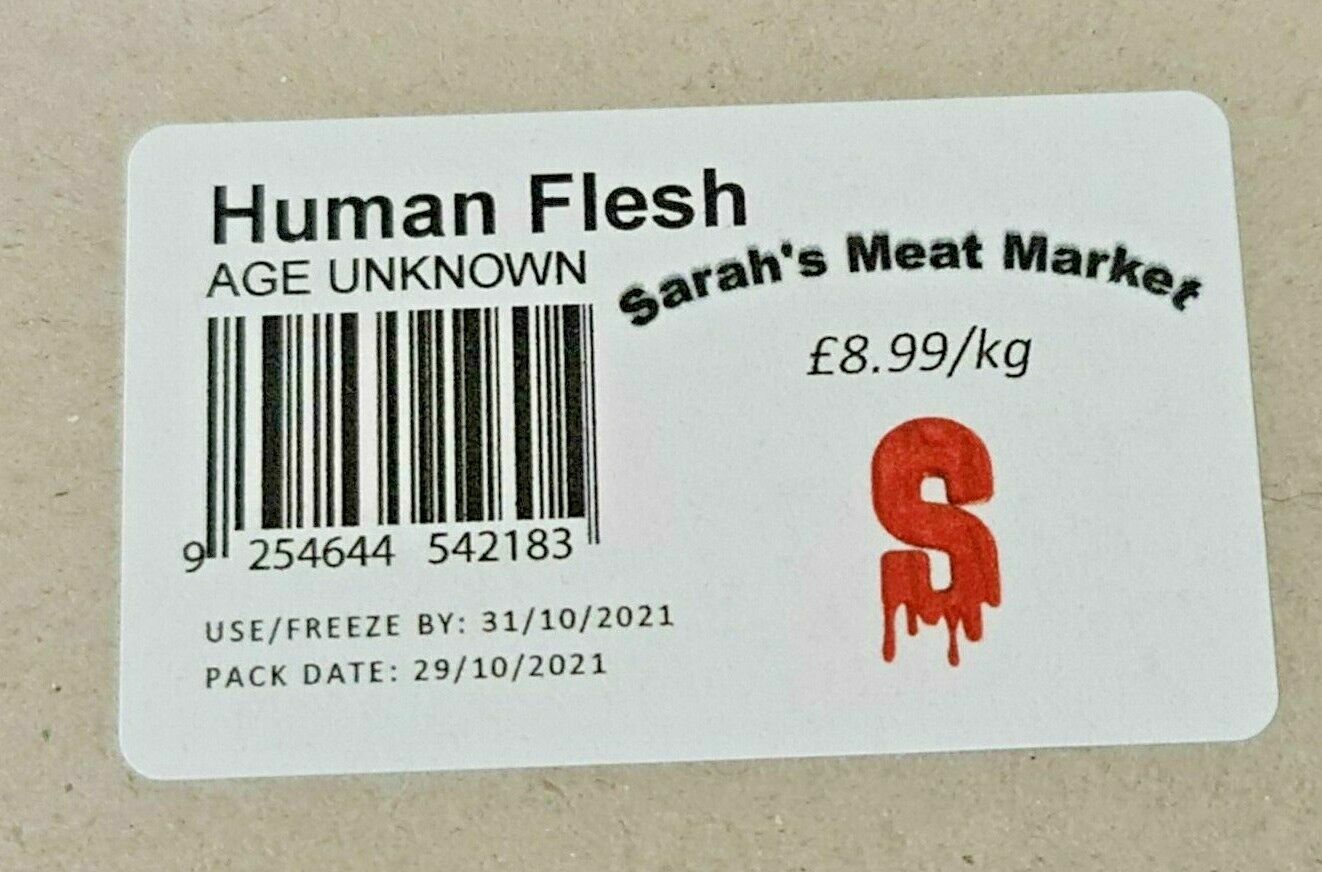 Human Flesh
AGE UNKNOWN
Sarah's Meat Market
£8.99/kg
S
9 254644 542183
USE/FREEZE BY: 31/10/2021
PACK DATE: 29/10/2021